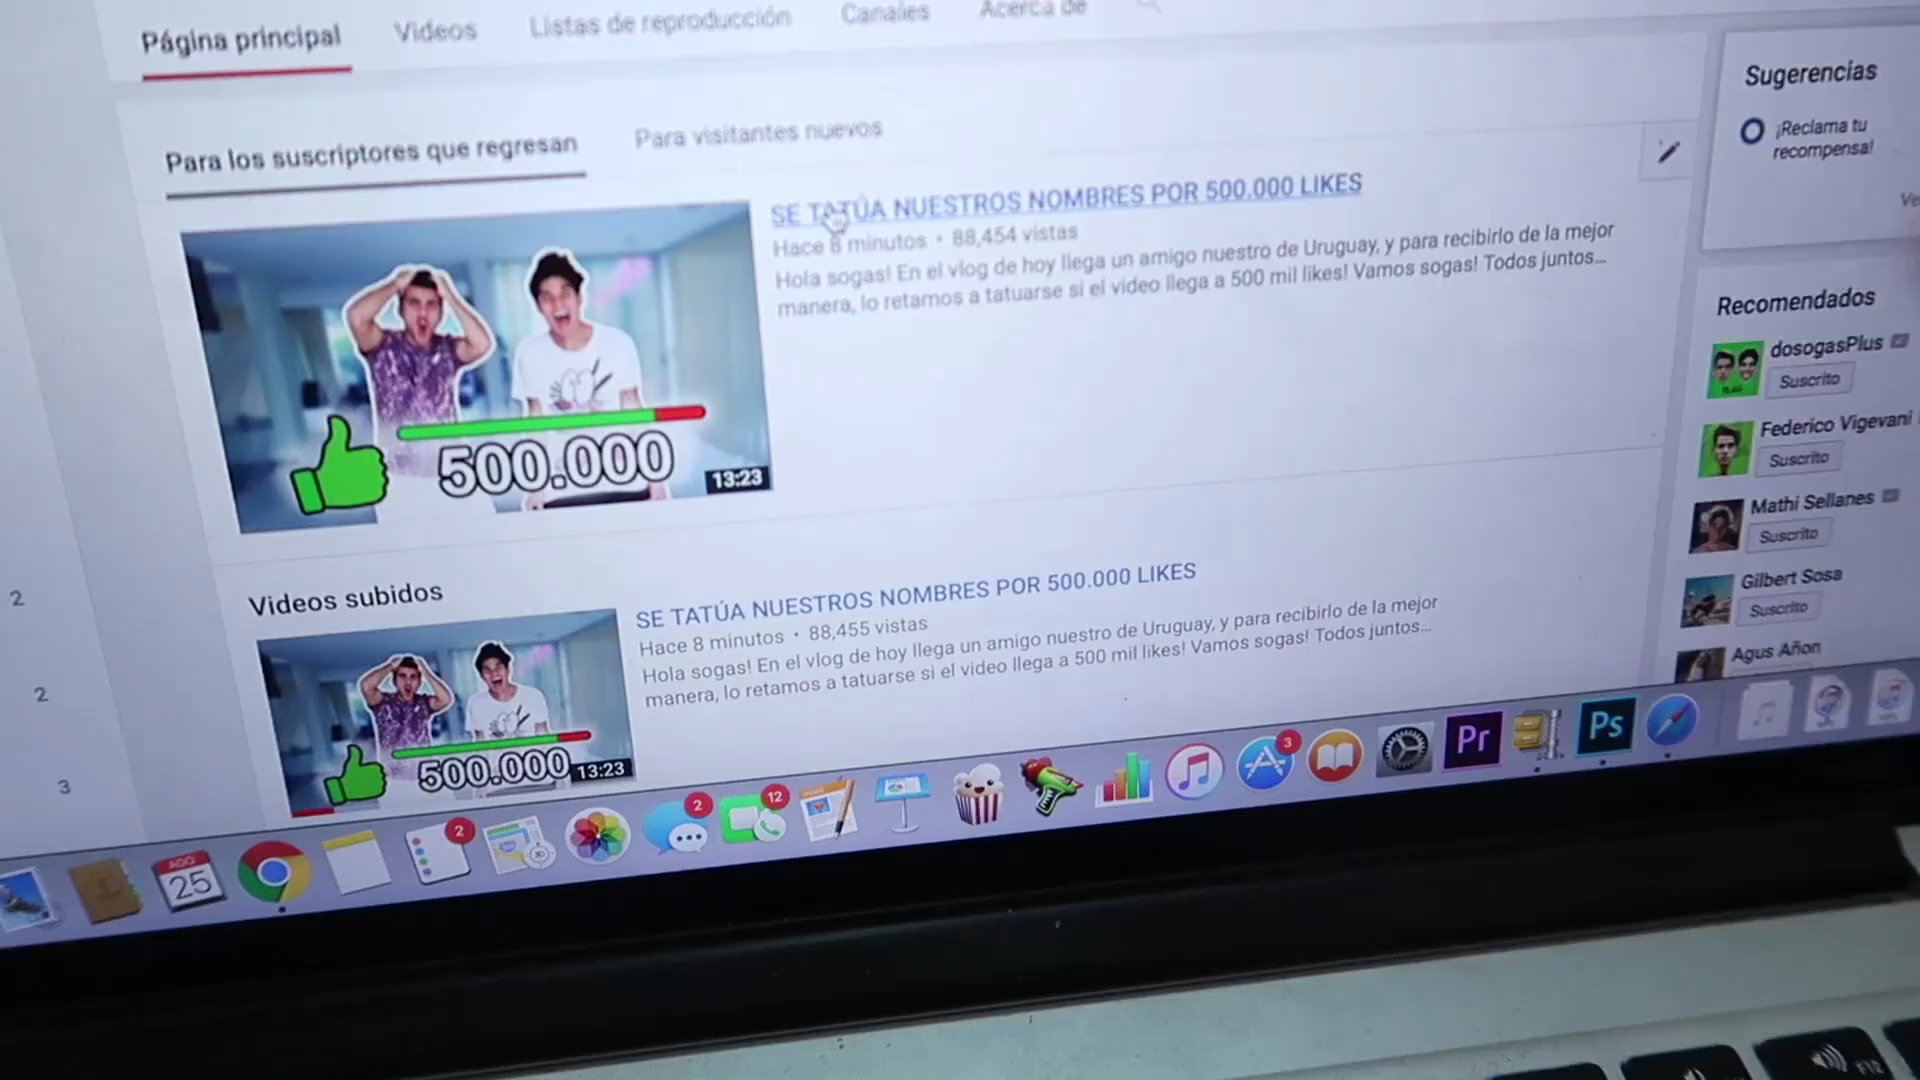 Página principal
Videos
Listas de reproducción
Canales
Acerca de
Para los suscriptores que regresan
Para visitantes nuevos
SE TATÚA NUESTROS NOMBRES POR 500.000 LIKES
Hace 8 minutos • 88,454 vistas
Hola sogas! En el vlog de hoy llega un amigo nuestro de Uruguay, y para recibirlo de la mejor
manera, lo retamos a tatuarse si el video llega a 500 mil likes! Vamos sogas! Todos juntos...
500.000
13:23
Videos subidos
SE TATÚA NUESTROS NOMBRES POR 500.000 LIKES
Hace 8 minutos • 88,455 vistas
Hola sogas! En el vlog de hoy llega un amigo nuestro de Uruguay, y para recibirlo de la mejor
manera, lo retamos a tatuarse si el video llega a 500 mil likes! Vamos sogas! Todos juntos...
500.000
13:23
Sugerencias
¡Reclama tu
recompensa!
Recomendados
dosogasPlus
Suscrito
Federico Vigevani
Suscrito
Mathi Sellanes
Suscrito
Gilbert Sosa
Suscrito
Agus Añon
2
2
3
AGO
25
2
2
12
3
Pr
Ps
F12